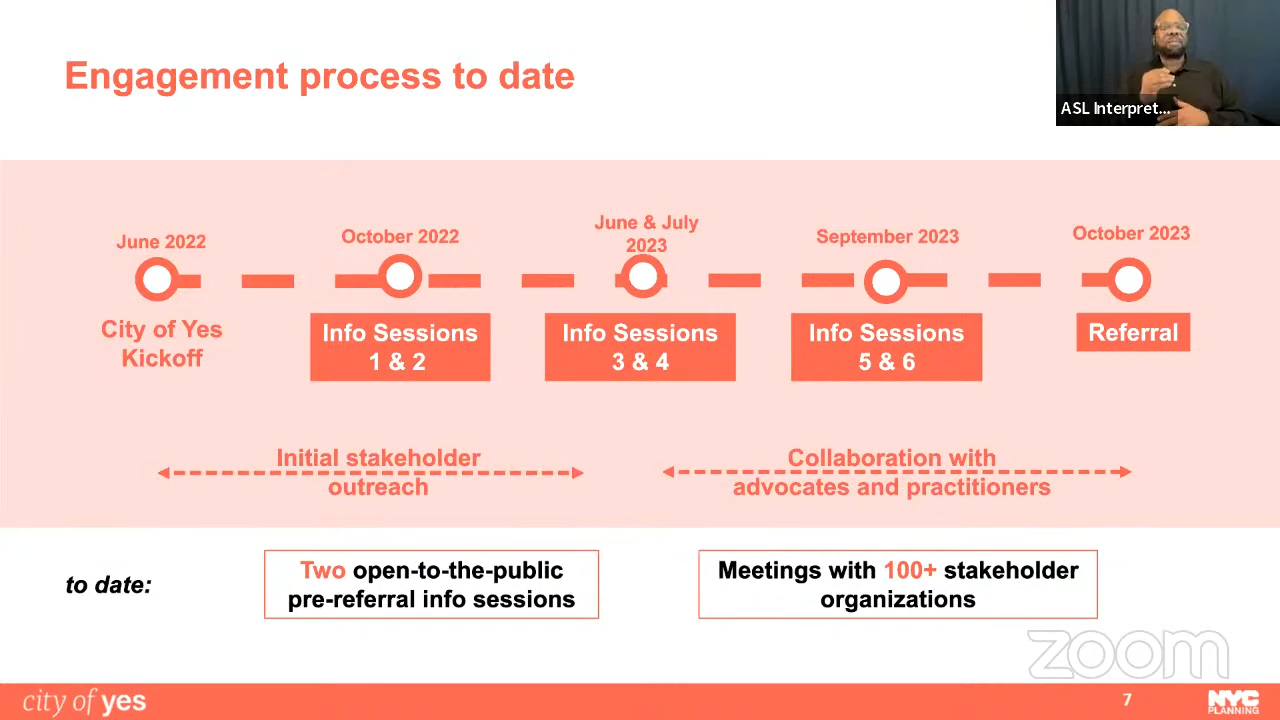 Engagement process to date
ASL Interpret...
June 2022
October 2022
June & July
2023
September 2023
October 2023
City of Yes
Kickoff
Info Sessions
1 & 2
Info Sessions
3 & 4
Info Sessions
5 & 6
Referral
Initial stakeholder
outreach
Collaboration with
advocates and practitioners
to date:
Two open-to-the-public
pre-referral info sessions
Meetings with 100+ stakeholder
organizations
zoom
city of yes
7
NYC
PLANNING